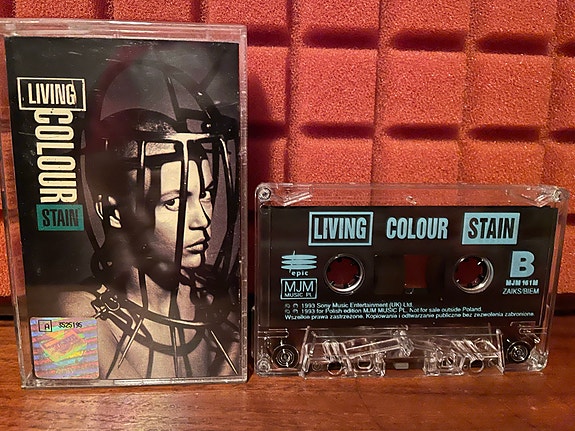 LIVING
COLOUR
STAIN
A 8525195
LIVING COLOUR STAIN
epic
MJM
MUSIC PL
B
MJM 161M
ZAIKS/BIEM
© ℗ 1993 Sony Music Entertainment (UK) Ltd.
© ℗ 1993 for Polish edition MJM MUSIC PL. Not for sale outside Poland.
Wszelkie prawa zastrzeżone. Kopiowanie i odtwarzanie publiczne bez zezwolenia zabronione.